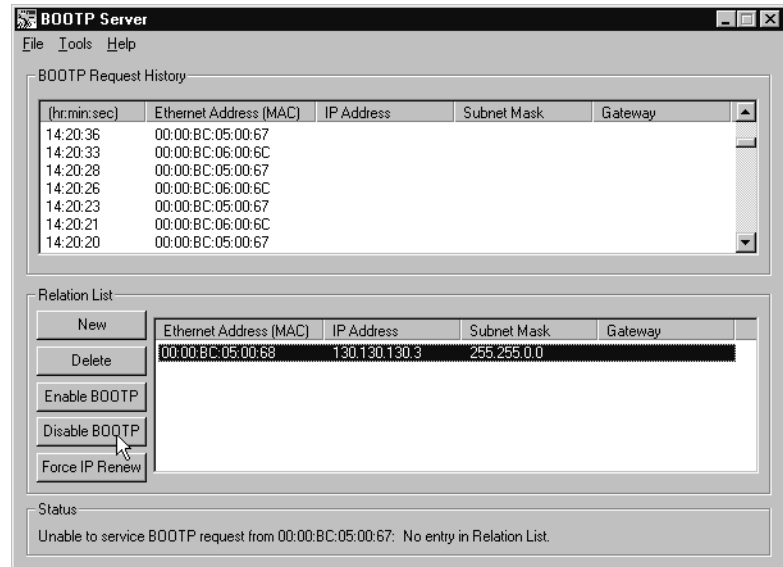 BOOTP Server
File Tools Help
BOOTP Request History
(hr:min:sec) Ethernet Address (MAC) IP Address Subnet Mask Gateway
14:20:36 00:00:BC:05:00:67
14:20:33 00:00:BC:06:00:6C
14:20:28 00:00:BC:05:00:67
14:20:26 00:00:BC:06:00:6C
14:20:23 00:00:BC:05:00:67
14:20:21 00:00:BC:06:00:6C
14:20:20 00:00:BC:05:00:67
Relation List
New
Delete
Enable BOOTP
Disable BOOTP
Force IP Renew
Ethernet Address (MAC) IP Address Subnet Mask Gateway
00:00:BC:05:00:68 130.130.130.3 255.255.0.0
Status
Unable to service BOOTP request from 00:00:BC:05:00:67: No entry in Relation List.